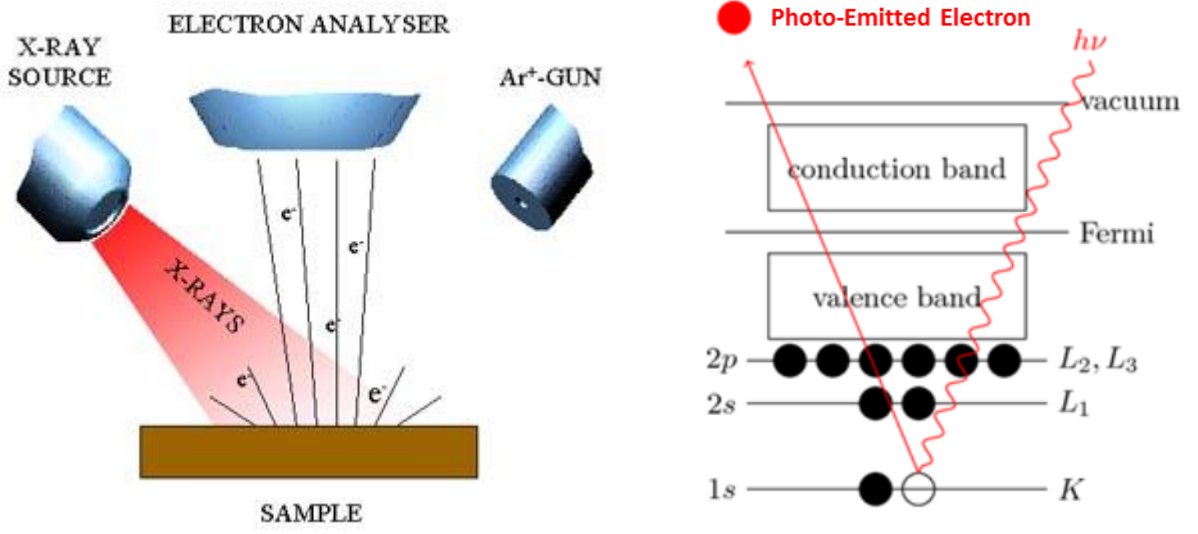 ELECTRON ANALYSER
X-RAY
SOURCE
Ar⁺-GUN
e⁻
e⁻
X-RAYS
e⁻
e⁻
e⁻
SAMPLE
Photo-Emitted Electron
hν
vacuum
conduction band
Fermi
valence band
2p L₂, L₃
2s L₁
1s K